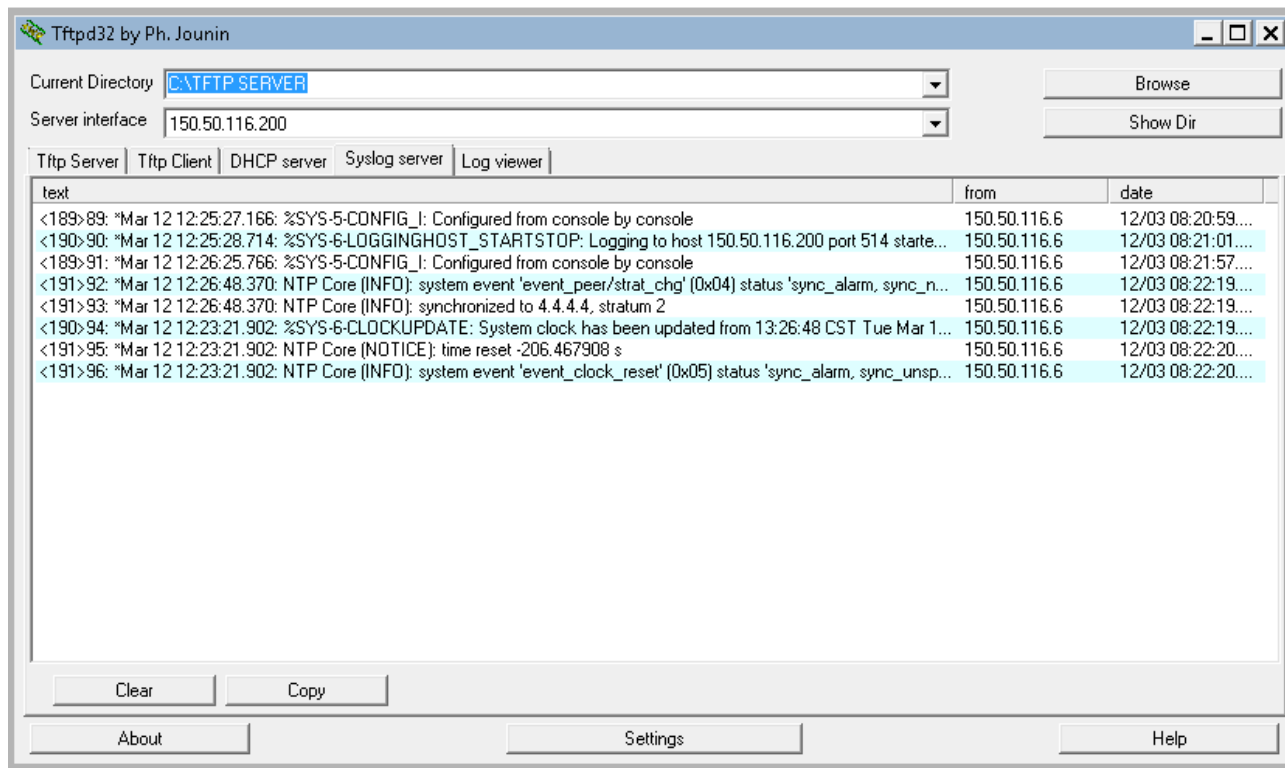 Tftpd32 by Ph. Jounin
Current Directory C:\TFTP SERVER Browse
Server interface 150.50.116.200 Show Dir
Tftp Server Tftp Client DHCP server Syslog server Log viewer
text from date
<189>89: *Mar 12 12:25:27.166: %SYS-5-CONFIG_I: Configured from console by console 150.50.116.6 12/03 08:20:59....
<190>90: *Mar 12 12:25:28.714: %SYS-6-LOGGINGHOST_STARTSTOP: Logging to host 150.50.116.200 port 514 starte... 150.50.116.6 12/03 08:21:01....
<189>91: *Mar 12 12:26:25.766: %SYS-5-CONFIG_I: Configured from console by console 150.50.116.6 12/03 08:21:57....
<191>92: *Mar 12 12:26:48.370: NTP Core (INFO): system event 'event_peer/strat_chg' (0x04) status 'sync_alarm, sync_n... 150.50.116.6 12/03 08:22:19....
<191>93: *Mar 12 12:26:48.370: NTP Core (INFO): synchronized to 4.4.4.4, stratum 2 150.50.116.6 12/03 08:22:19....
<190>94: *Mar 12 12:23:21.902: %SYS-6-CLOCKUPDATE: System clock has been updated from 13:26:48 CST Tue Mar 1... 150.50.116.6 12/03 08:22:19....
<191>95: *Mar 12 12:23:21.902: NTP Core (NOTICE): time reset -206.467908 s 150.50.116.6 12/03 08:22:20....
<191>96: *Mar 12 12:23:21.902: NTP Core (INFO): system event 'event_clock_reset' (0x05) status 'sync_alarm, sync_unsp... 150.50.116.6 12/03 08:22:20....
Clear Copy
About Settings Help